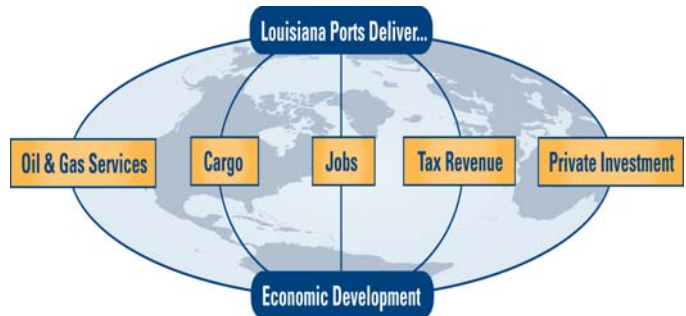 Louisiana Ports Deliver...
Oil & Gas Services
Cargo
Jobs
Tax Revenue
Private Investment
Economic Development